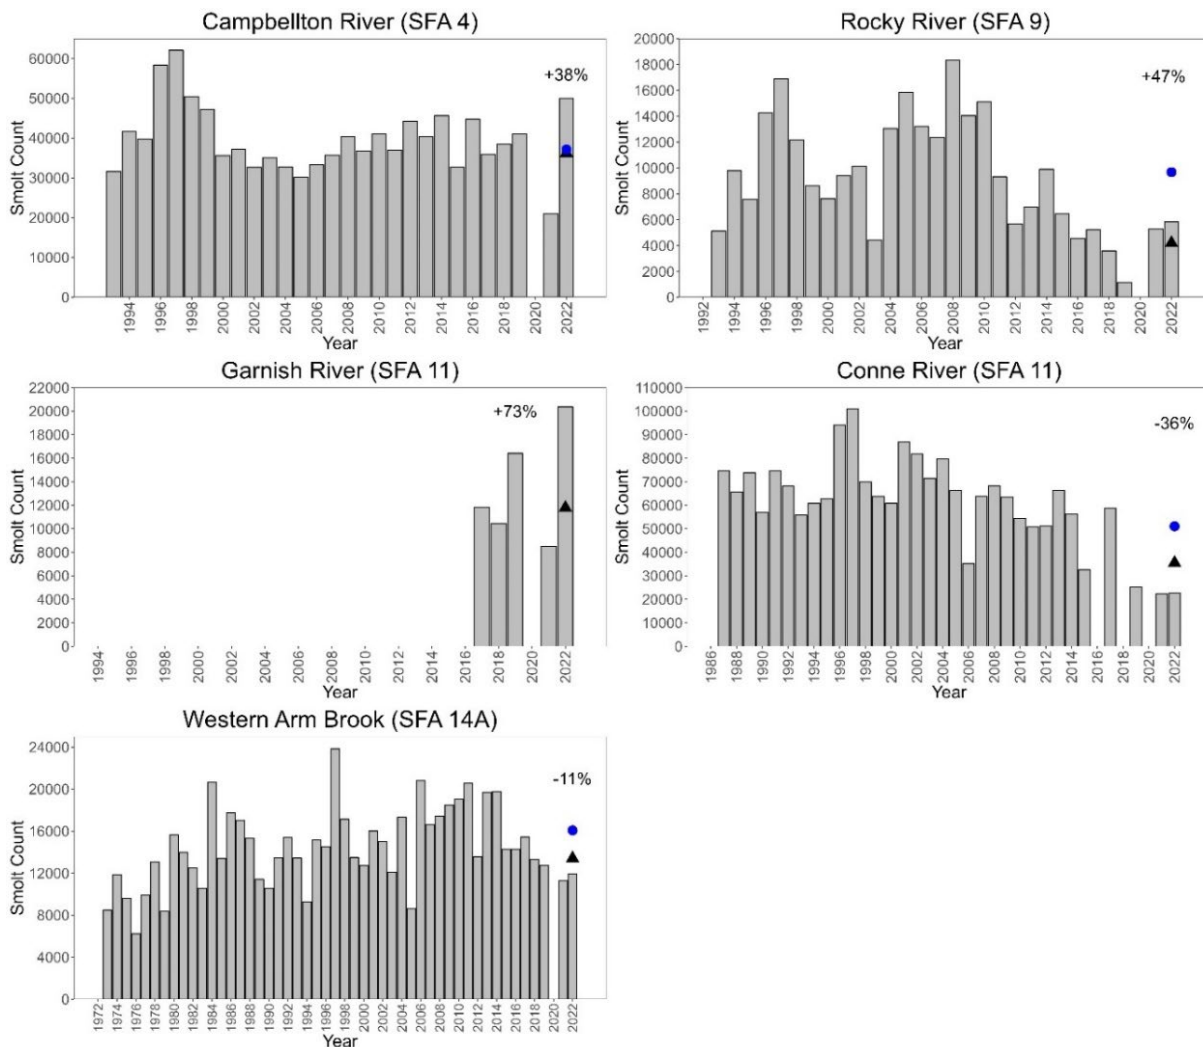 Campbellton River (SFA 4)
+38%
60000
50000
40000
30000
20000
10000
0
Smolt Count
1994 1996 1998 2000 2002 2004 2006 2008 2010 2012 2014 2016 2018 2020 2022
Year
Rocky River (SFA 9)
+47%
20000
18000
16000
14000
12000
10000
8000
6000
4000
2000
0
Smolt Count
1992 1994 1996 1998 2000 2002 2004 2006 2008 2010 2012 2014 2016 2018 2020 2022
Year
Garnish River (SFA 11)
+73%
22000
20000
18000
16000
14000
12000
10000
8000
6000
4000
2000
0
Smolt Count
1994 1996 1998 2000 2002 2004 2006 2008 2010 2012 2014 2016 2018 2020 2022
Year
Conne River (SFA 11)
-36%
110000
100000
90000
80000
70000
60000
50000
40000
30000
20000
10000
0
Smolt Count
1986 1988 1990 1992 1994 1996 1998 2000 2002 2004 2006 2008 2010 2012 2014 2016 2018 2020 2022
Year
Western Arm Brook (SFA 14A)
-11%
24000
20000
16000
12000
8000
4000
0
Smolt Count
1972 1974 1976 1978 1980 1982 1984 1986 1988 1990 1992 1994 1996 1998 2000 2002 2004 2006 2008 2010 2012 2014 2016 2018 2020 2022
Year